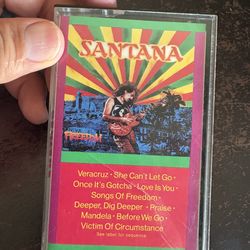 SANTANA
FREEDOM
Veracruz • She Can't Let Go •
Once It's Gotcha • Love Is You •
Songs Of Freedom •
Deeper, Dig Deeper • Praise •
Mandela • Before We Go •
Victim Of Circumstance
See label for sequence